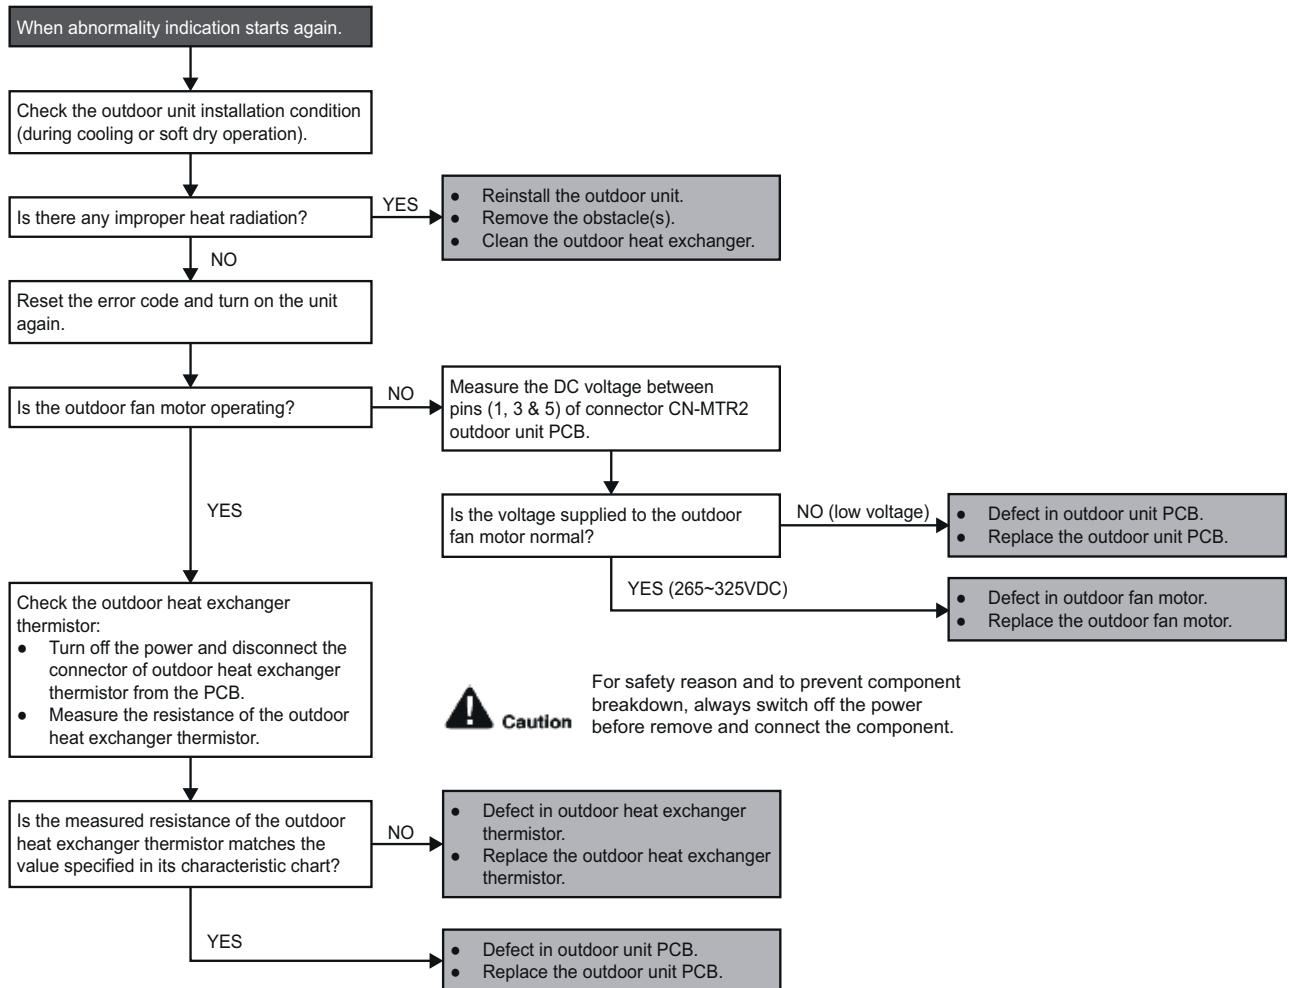 When abnormality indication starts again.
Check the outdoor unit installation condition
(during cooling or soft dry operation).
Is there any improper heat radiation?
YES
● Reinstall the outdoor unit.
● Remove the obstacle(s).
● Clean the outdoor heat exchanger.
NO
Reset the error code and turn on the unit
again.
Is the outdoor fan motor operating?
NO
Measure the DC voltage between
pins (1, 3 & 5) of connector CN-MTR2
outdoor unit PCB.
Is the voltage supplied to the outdoor
fan motor normal?
NO (low voltage)
● Defect in outdoor unit PCB.
● Replace the outdoor unit PCB.
YES (265~325VDC)
● Defect in outdoor fan motor.
● Replace the outdoor fan motor.
YES
Check the outdoor heat exchanger
thermistor:
● Turn off the power and disconnect the
connector of outdoor heat exchanger
thermistor from the PCB.
● Measure the resistance of the outdoor
heat exchanger thermistor.
Caution
For safety reason and to prevent component
breakdown, always switch off the power
before remove and connect the component.
Is the measured resistance of the outdoor
heat exchanger thermistor matches the
value specified in its characteristic chart?
NO
● Defect in outdoor heat exchanger
thermistor.
● Replace the outdoor heat exchanger
thermistor.
YES
● Defect in outdoor unit PCB.
● Replace the outdoor unit PCB.